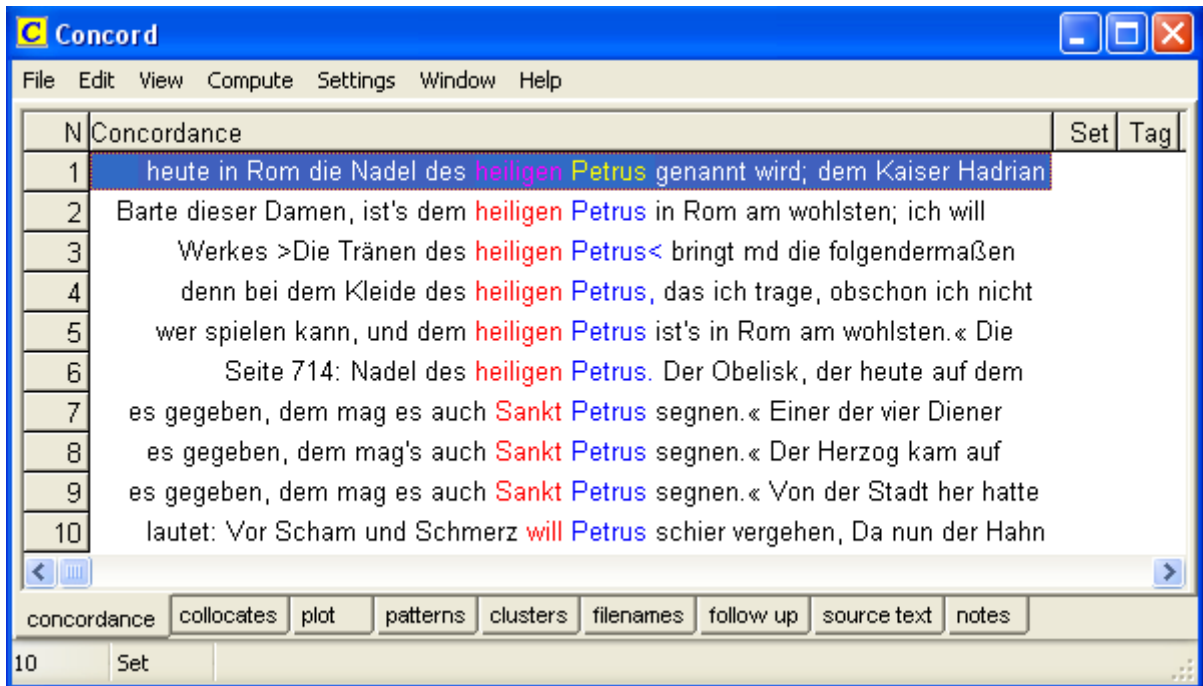 C Concord
File Edit View Compute Settings Window Help
N Concordance Set Tag
1 heute in Rom die Nadel des heiligen Petrus genannt wird; dem Kaiser Hadrian
2 Barte dieser Damen, ist's dem heiligen Petrus in Rom am wohlsten; ich will
3 Werkes >Die Tränen des heiligen Petrus< bringt md die folgendermaßen
4 denn bei dem Kleide des heiligen Petrus, das ich trage, obschon ich nicht
5 wer spielen kann, und dem heiligen Petrus ist's in Rom am wohlsten.« Die
6 Seite 714: Nadel des heiligen Petrus. Der Obelisk, der heute auf dem
7 es gegeben, dem mag es auch Sankt Petrus segnen.« Einer der vier Diener
8 es gegeben, dem mag's auch Sankt Petrus segnen.« Der Herzog kam auf
9 es gegeben, dem mag es auch Sankt Petrus segnen.« Von der Stadt her hatte
10 lautet: Vor Scham und Schmerz will Petrus schier vergehen, Da nun der Hahn
concordance collocates plot patterns clusters filenames follow up source text notes
10 Set